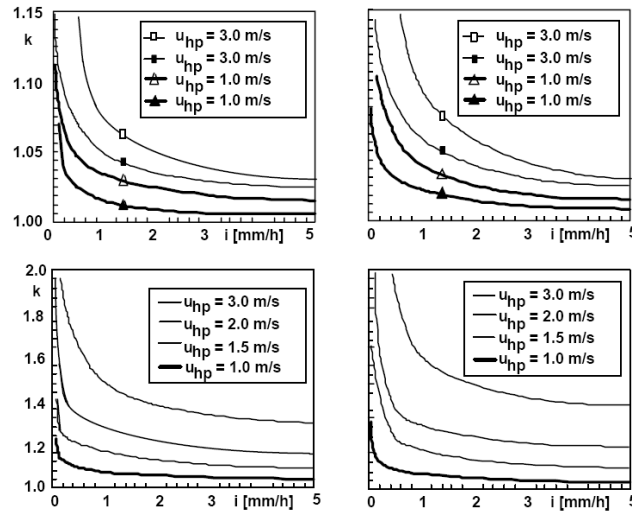 1.15
k
1.10
1.05
1.00
u_hp = 3.0 m/s
u_hp = 3.0 m/s
u_hp = 1.0 m/s
u_hp = 1.0 m/s
0 1 2 3 i [mm/h] 5
u_hp = 3.0 m/s
u_hp = 3.0 m/s
u_hp = 1.0 m/s
u_hp = 1.0 m/s
0 1 2 3 i [mm/h] 5
2.0
k
1.8
1.6
1.4
1.2
1.0
u_hp = 3.0 m/s
u_hp = 2.0 m/s
u_hp = 1.5 m/s
u_hp = 1.0 m/s
0 1 2 3 i [mm/h] 5
u_hp = 3.0 m/s
u_hp = 2.0 m/s
u_hp = 1.5 m/s
u_hp = 1.0 m/s
0 1 2 3 i [mm/h] 5